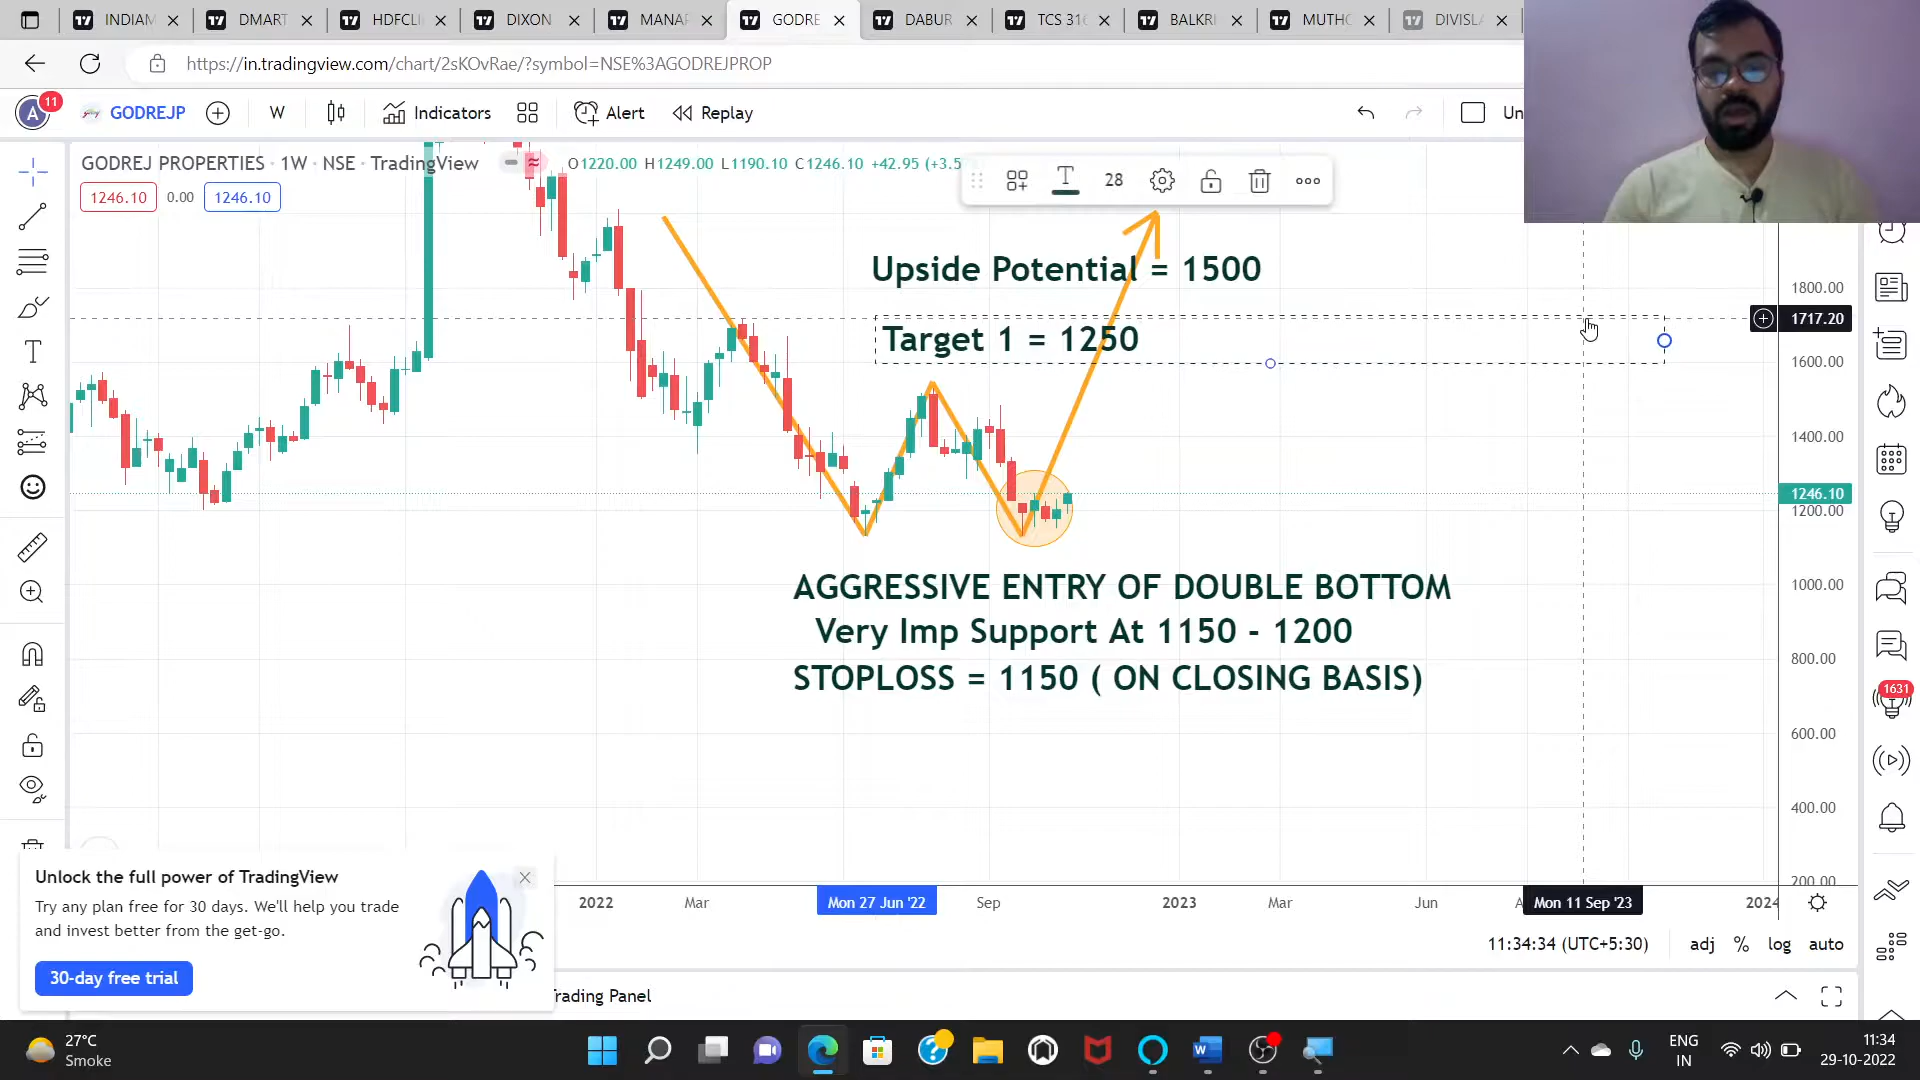 INDIAM
DMART
HDFCLI
DIXON
MANAP
GODRE
DABUR
TCS 316
BALKRI
MUTHO
DIVISLA
https://in.tradingview.com/chart/2sKOvRae/?symbol=NSE%3AGODREJPROP
A 11 GODREJP W Indicators Alert Replay Un
GODREJ PROPERTIES · 1W · NSE · TradingView O1220.00 H1249.00 L1190.10 C1246.10 +42.95 (+3.5
1246.10 0.00 1246.10
T 28
Upside Potential = 1500
Target 1 = 1250
AGGRESSIVE ENTRY OF DOUBLE BOTTOM
Very Imp Support At 1150 - 1200
STOPLOSS = 1150 ( ON CLOSING BASIS)
1800.00
1717.20
1600.00
1400.00
1246.10
1200.00
1000.00
800.00
600.00
400.00
200.00
1631
2022 Mar Mon 27 Jun '22 Sep 2023 Mar Jun A Mon 11 Sep '23 2024
11:34:34 (UTC+5:30) adj % log auto
Unlock the full power of TradingView
Try any plan free for 30 days. We'll help you trade
and invest better from the get-go.
30-day free trial
Trading Panel
27°C
Smoke
ENG
IN
11:34
29-10-2022